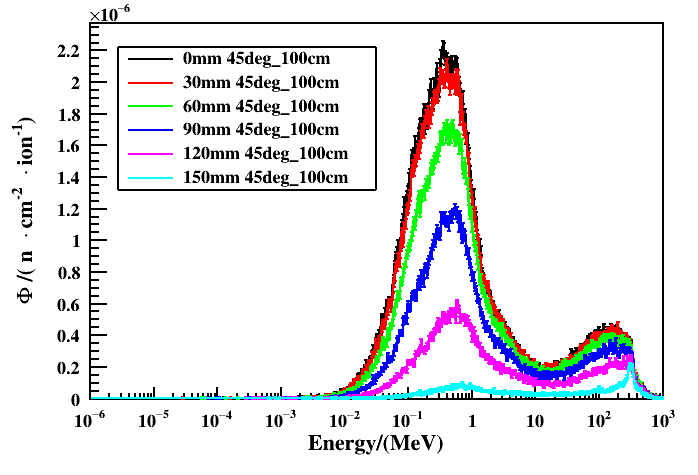 ×10⁻⁶
2.2
2
1.8
1.6
1.4
1.2
1
0.8
0.6
0.4
0.2
0
Φ /( n · cm⁻² · ion⁻¹)
0mm 45deg_100cm
30mm 45deg_100cm
60mm 45deg_100cm
90mm 45deg_100cm
120mm 45deg_100cm
150mm 45deg_100cm
10⁻⁶ 10⁻⁵ 10⁻⁴ 10⁻³ 10⁻² 10⁻¹ 1 10 10² 10³
Energy/(MeV)